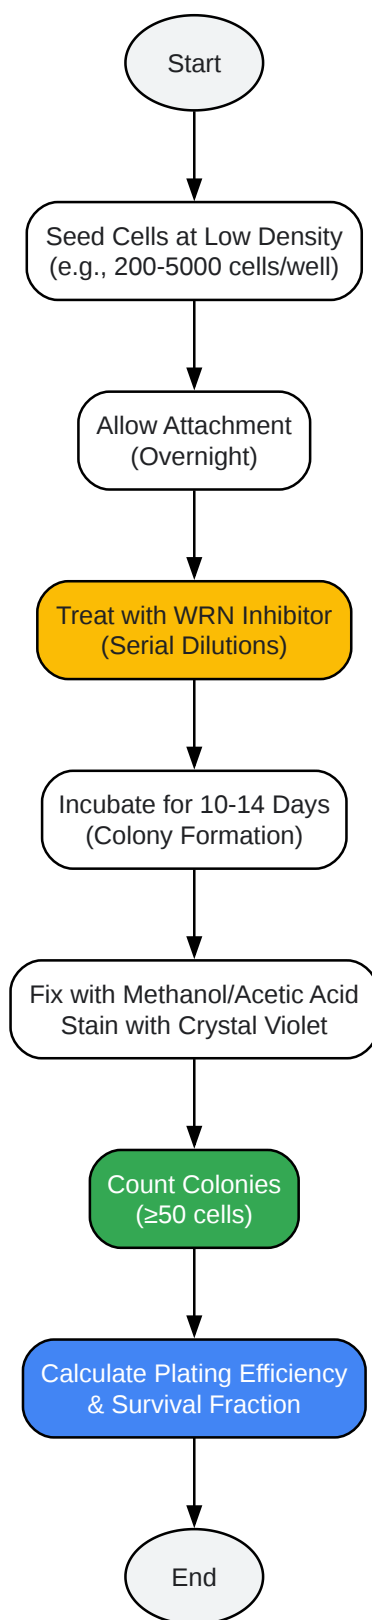 Start
Seed Cells at Low Density
(e.g., 200-5000 cells/well)
Allow Attachment
(Overnight)
Treat with WRN Inhibitor
(Serial Dilutions)
Incubate for 10-14 Days
(Colony Formation)
Fix with Methanol/Acetic Acid
Stain with Crystal Violet
Count Colonies
(≥50 cells)
Calculate Plating Efficiency
& Survival Fraction
End